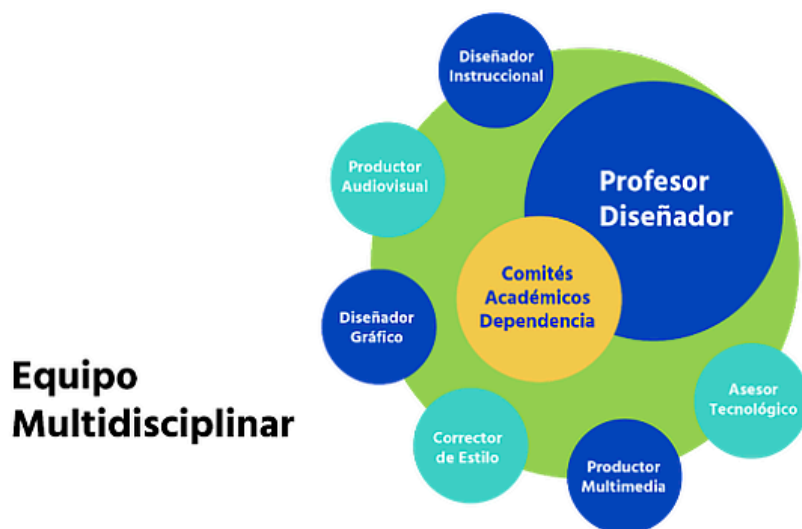 Equipo
Multidisciplinar
Diseñador
Instruccional
Productor
Audiovisual
Profesor
Diseñador
Comités
Académicos
Dependencia
Diseñador
Gráfico
Asesor
Tecnológico
Corrector
de Estilo
Productor
Multimedia